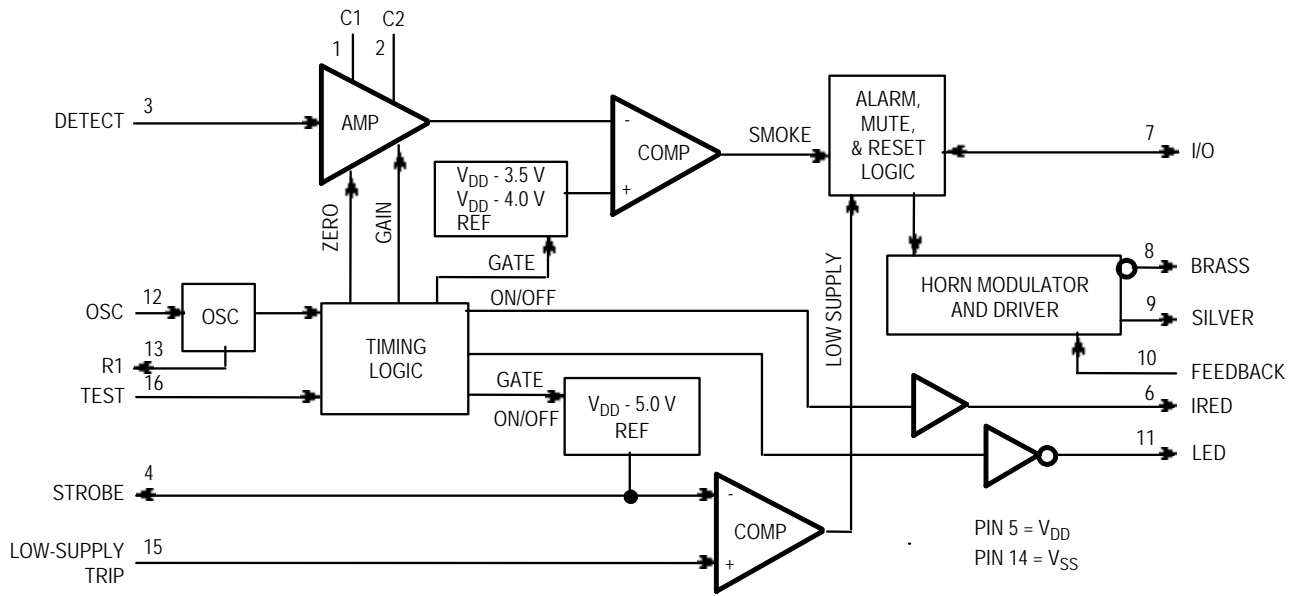 C1
C2
1
2
3
DETECT
AMP
-
COMP
+
SMOKE
ALARM,
MUTE,
& RESET
LOGIC
7
I/O
V_DD - 3.5 V
V_DD - 4.0 V
REF
ZERO
GAIN
GATE
ON/OFF
LOW SUPPLY
HORN MODULATOR
AND DRIVER
8
BRASS
9
SILVER
10
FEEDBACK
OSC
12
OSC
R1
13
TEST
16
TIMING
LOGIC
GATE
ON/OFF
V_DD - 5.0 V
REF
6
IRED
11
LED
STROBE
4
-
COMP
+
LOW-SUPPLY
TRIP
15
PIN 5 = V_DD
PIN 14 = V_SS